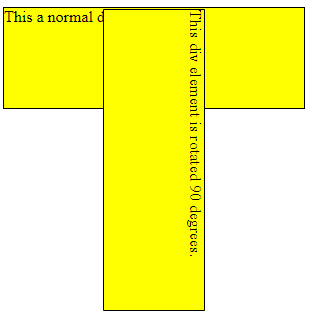 This a normal d
This div element is rotated 90 degrees.